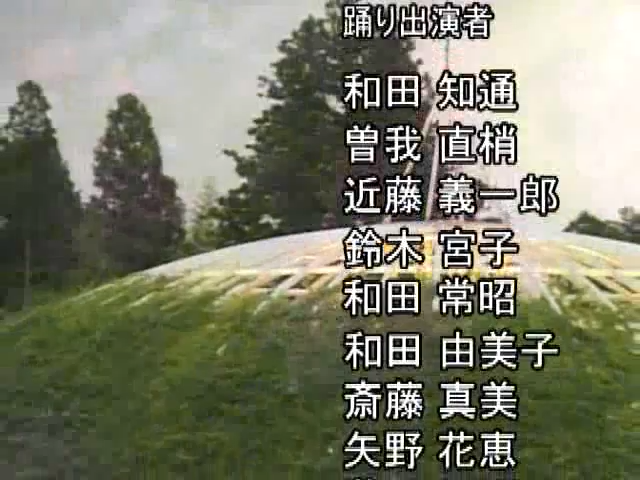 踊り出演者
和田 知通
曽我 直梢
近藤 義一郎
鈴木 宮子
和田 常昭
和田 由美子
斎藤 真美
矢野 花恵